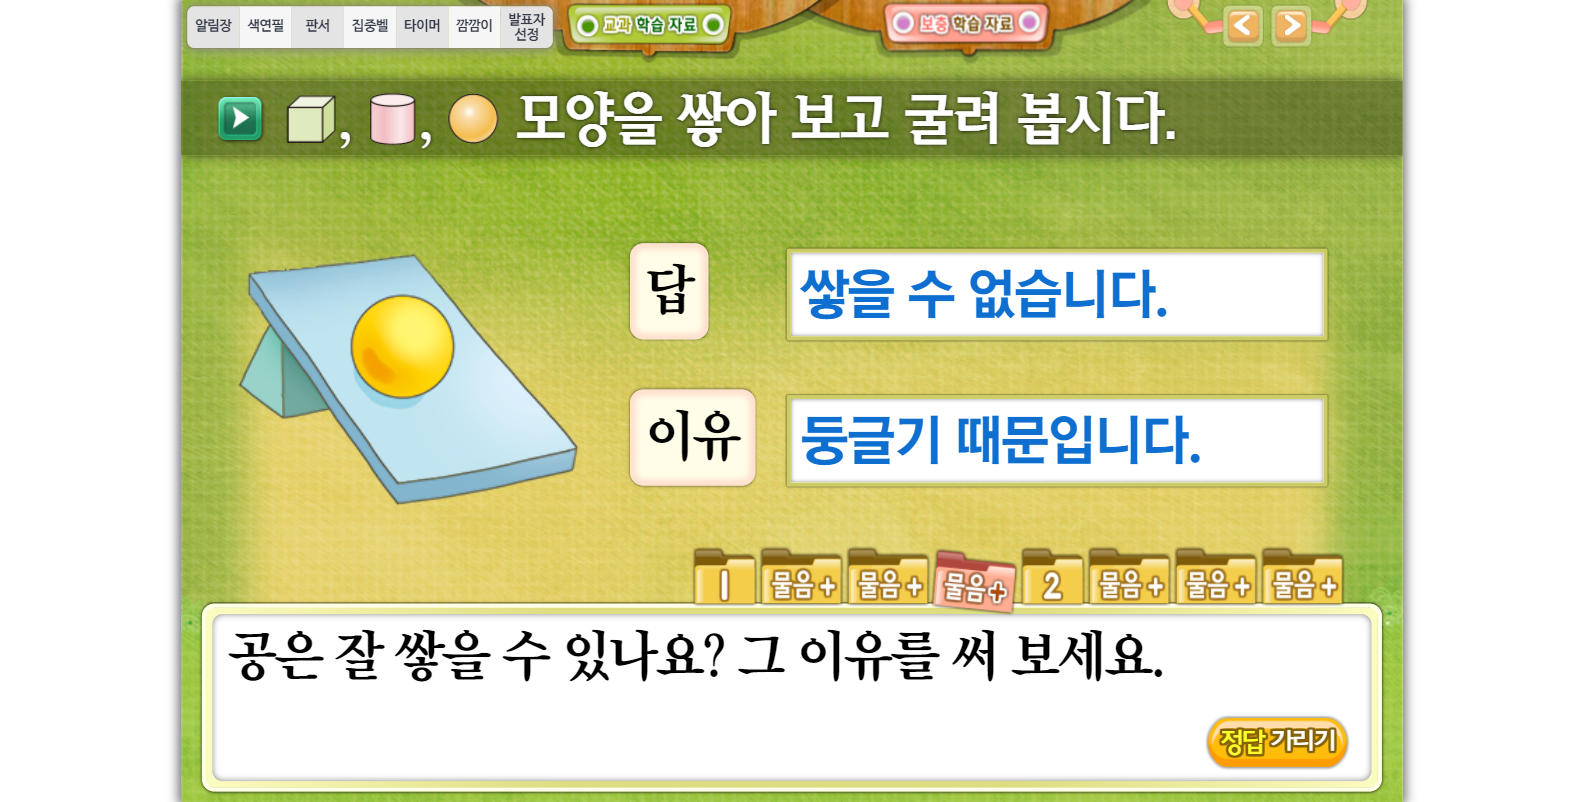 알림장 색연필 판서 집중벨 타이머 깜깜이 발표자 선정
교과 학습 자료
보충 학습 자료
, , 모양을 쌓아 보고 굴려 봅시다.
답
쌓을 수 없습니다.
이유
둥글기 때문입니다.
1 물음+ 물음+ 물음+ 2 물음+ 물음+ 물음+
공은 잘 쌓을 수 있나요? 그 이유를 써 보세요.
정답 가리기